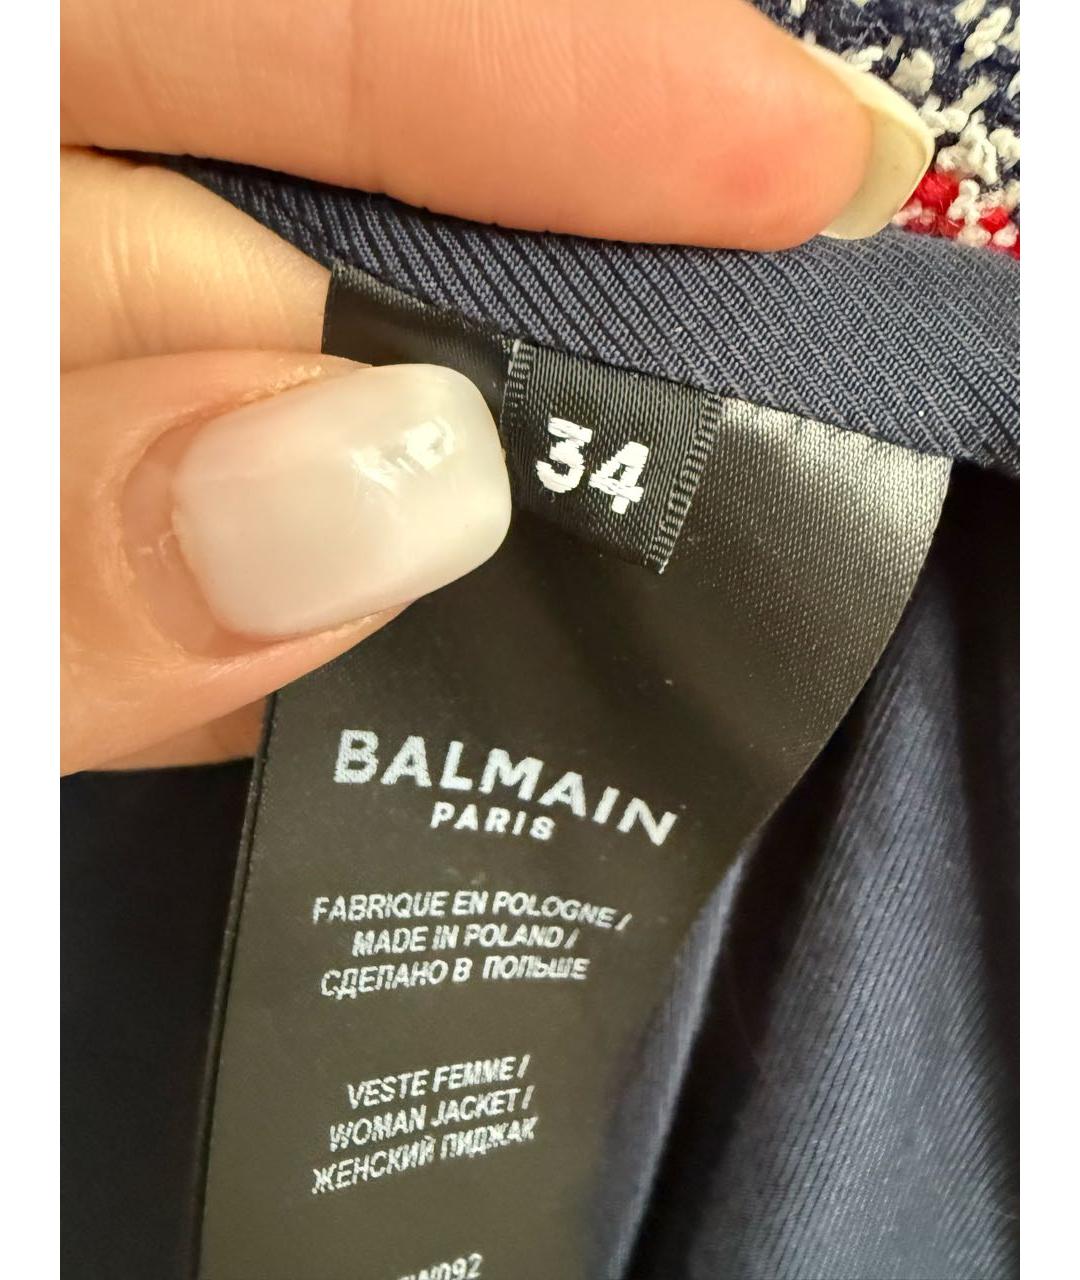 34
BALMAIN
PARIS
FABRIQUE EN POLOGNE /
MADE IN POLAND /
СДЕЛАНО В ПОЛЬШЕ
VESTE FEMME /
WOMAN JACKET /
ЖЕНСКИЙ ПИДЖАК